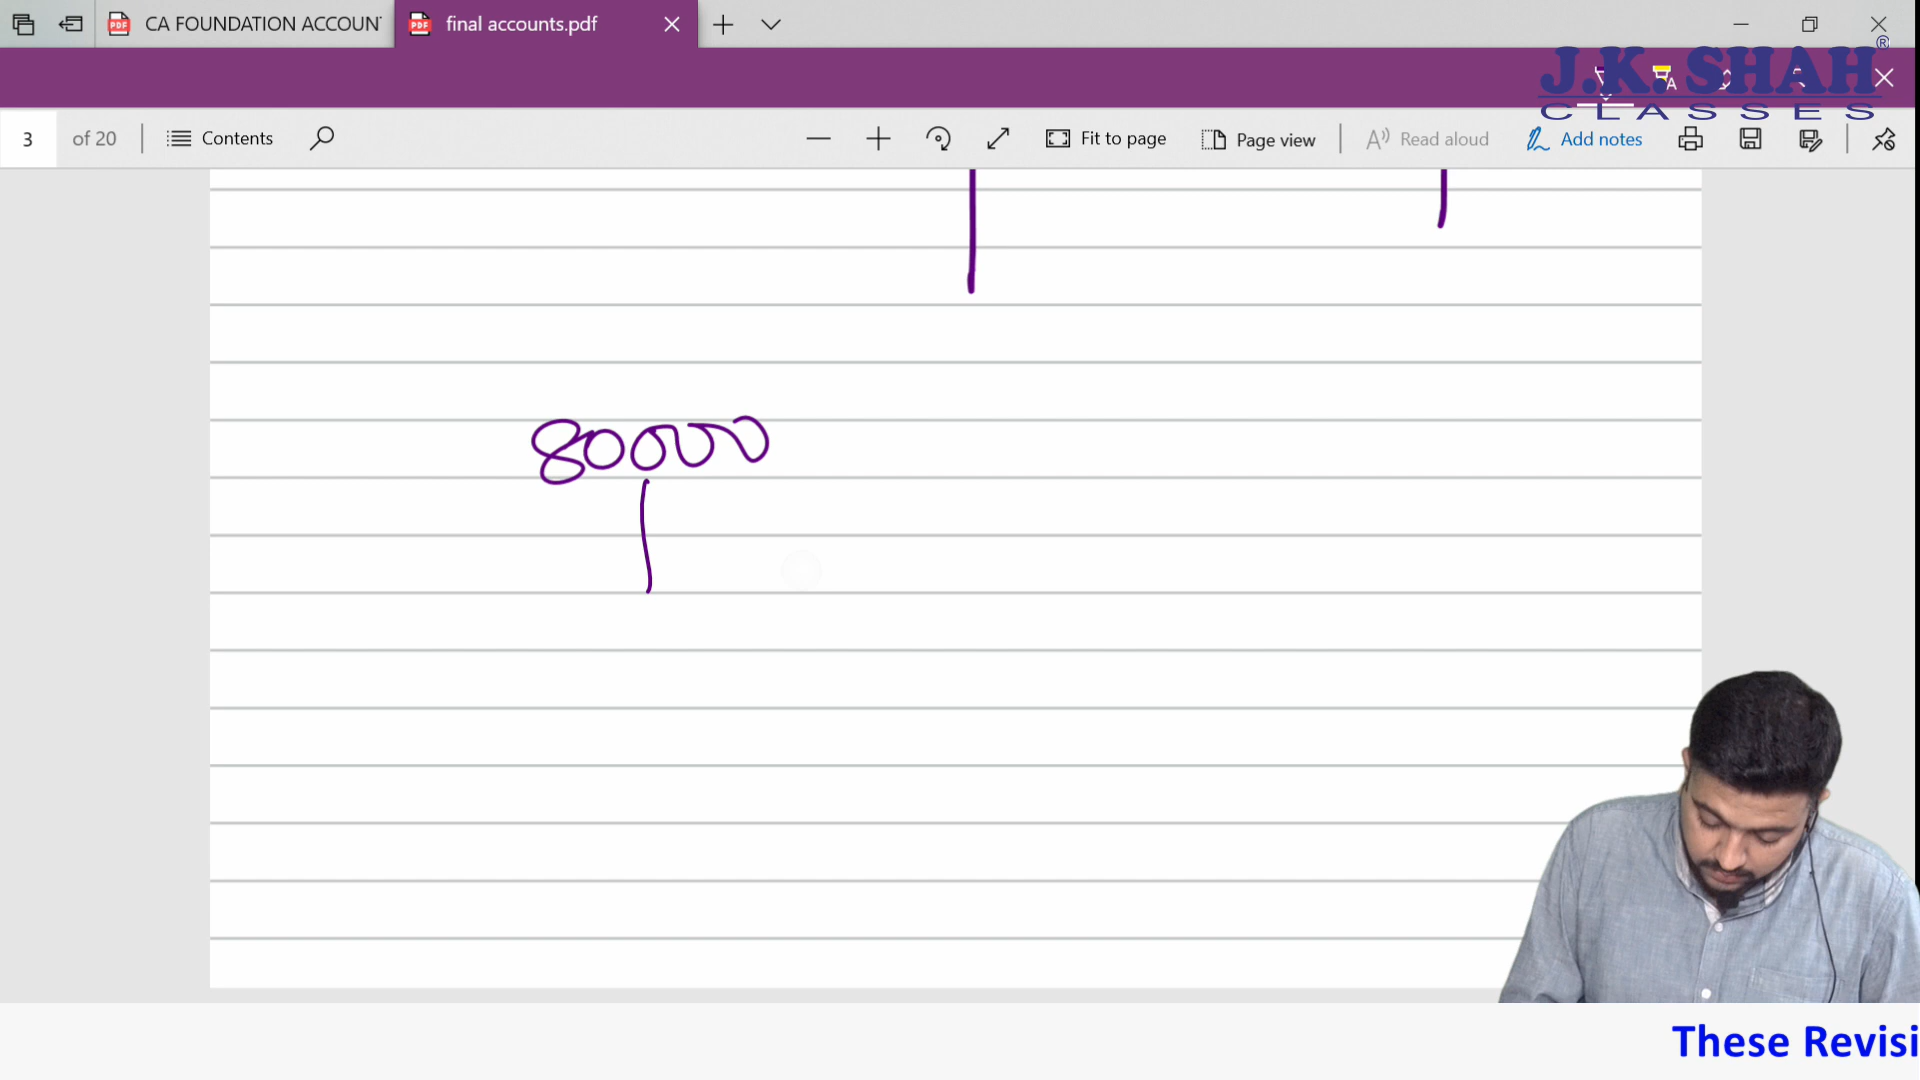 CA FOUNDATION ACCOUN
final accounts.pdf
J.K. SHAH®
CLASSES
3 of 20
Contents
Fit to page
Page view
Read aloud
Add notes
80000
These Revisi